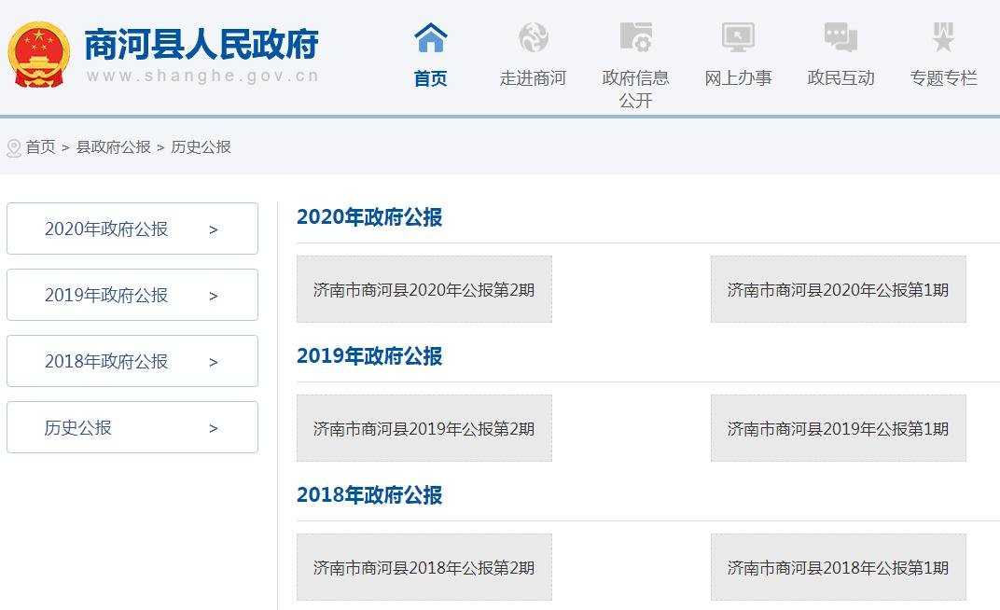 商河县人民政府
www.shanghe.gov.cn
首页
走进商河
政府信息
公开
网上办事
政民互动
专题专栏
首页 > 县政府公报 > 历史公报
2020年政府公报 >
2019年政府公报 >
2018年政府公报 >
历史公报 >
2020年政府公报
济南市商河县2020年公报第2期
济南市商河县2020年公报第1期
2019年政府公报
济南市商河县2019年公报第2期
济南市商河县2019年公报第1期
2018年政府公报
济南市商河县2018年公报第2期
济南市商河县2018年公报第1期